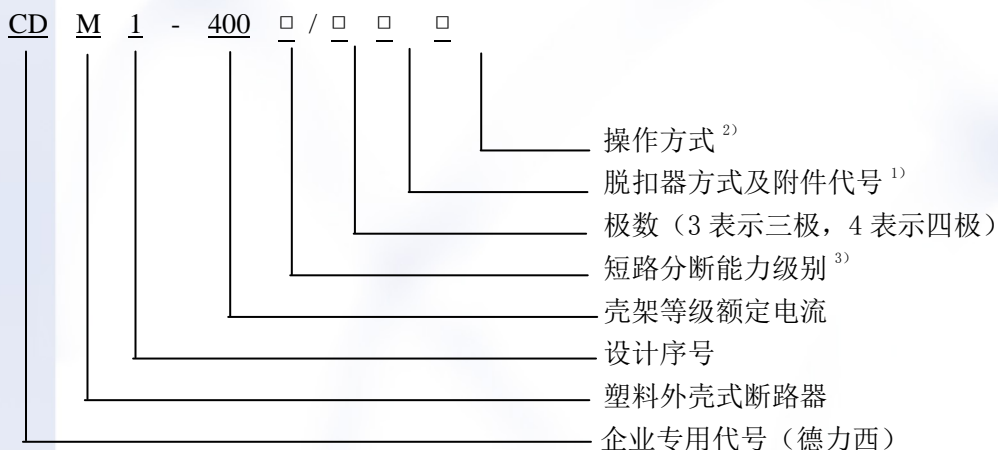 CD M 1 - 400 □ / □ □ □
操作方式 2）
脱扣器方式及附件代号 1）
极数（3 表示三极，4 表示四极）
短路分断能力级别 3）
壳架等级额定电流
设计序号
塑料外壳式断路器
企业专用代号（德力西）